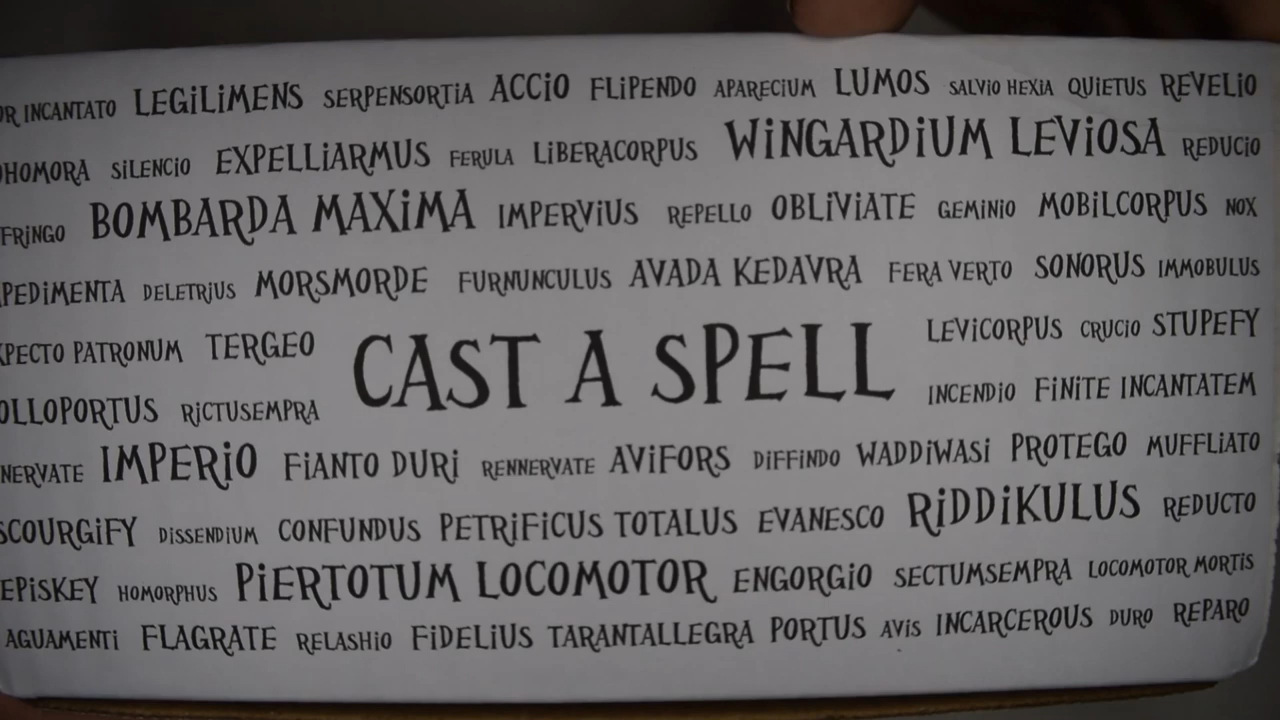 OR INCANTATO LEGILIMENS SERPENSORTIA ACCIO FLIPENDO APARECIUM LUMOS SALVIO HEXIA QUIETUS REVELIO
OHOMORA SILENCIO EXPELLIARMUS FERULA LIBERACORPUS WINGARDIUM LEVIOSA REDUCIO
FRINGO BOMBARDA MAXIMA IMPERVIUS REPELLO OBLIVIATE GEMINIO MOBILCORPUS NOX
PEDIMENTA DELETRIUS MORSMORDE FURNUNCULUS AVADA KEDAVRA FERA VERTO SONORUS IMMOBULUS
XPECTO PATRONUM TERGEO CAST A SPELL LEVICORPUS CRUCIO STUPEFY
OLLOPORTUS RICTUSEMPRA INCENDIO FINITE INCANTATEM
NERVATE IMPERIO FIANTO DURI RENNERVATE AVIFORS DIFFINDO WADDIWASI PROTEGO MUFFLIATO
SCOURGIFY DISSENDIUM CONFUNDUS PETRIFICUS TOTALUS EVANESCO RIDDIKULUS REDUCTO
EPISKEY HOMORPHUS PIERTOTUM LOCOMOTOR ENGORGIO SECTUMSEMPRA LOCOMOTOR MORTIS
AGUAMENTI FLAGRATE RELASHIO FIDELIUS TARANTALLEGRA PORTUS AVIS INCARCEROUS DURO REPARO